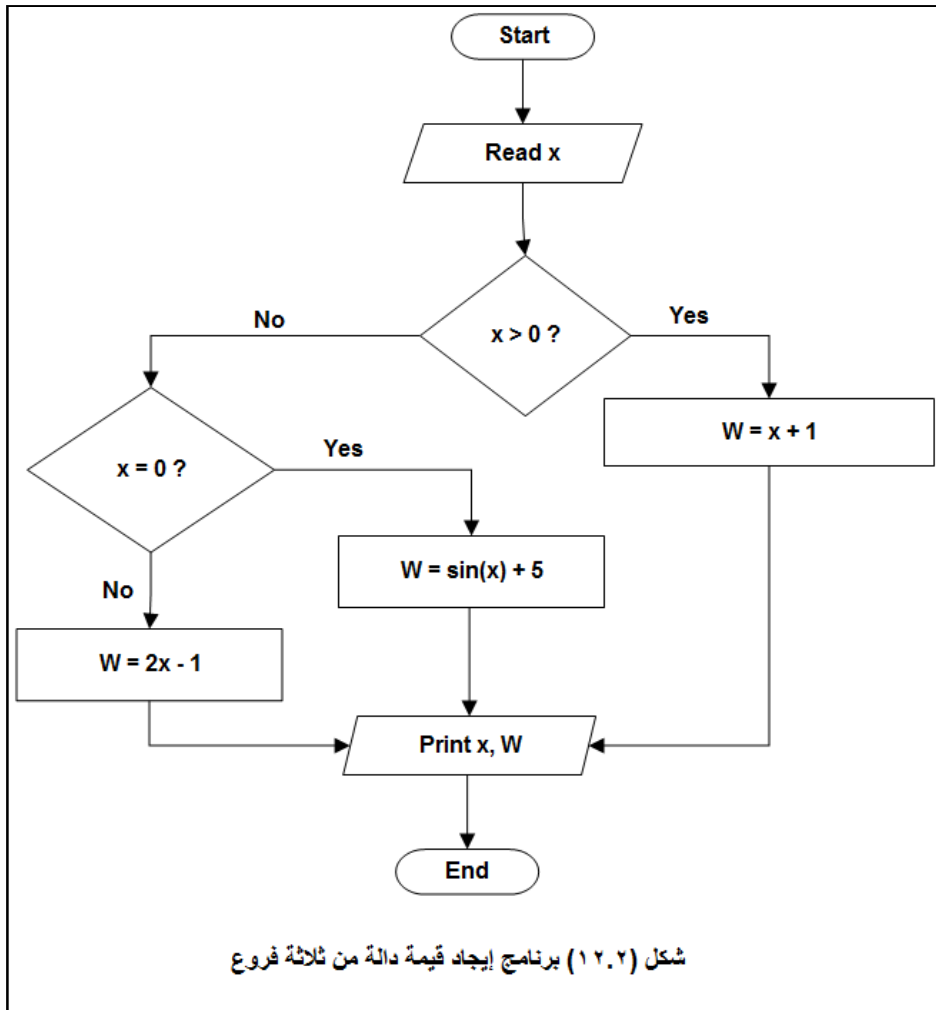 Start
Read x
x > 0 ?
No
Yes
W = x + 1
x = 0 ?
Yes
No
W = sin(x) + 5
W = 2x - 1
Print x, W
End
شكل (١٢.٢) برنامج إيجاد قيمة دالة من ثلاثة فروع